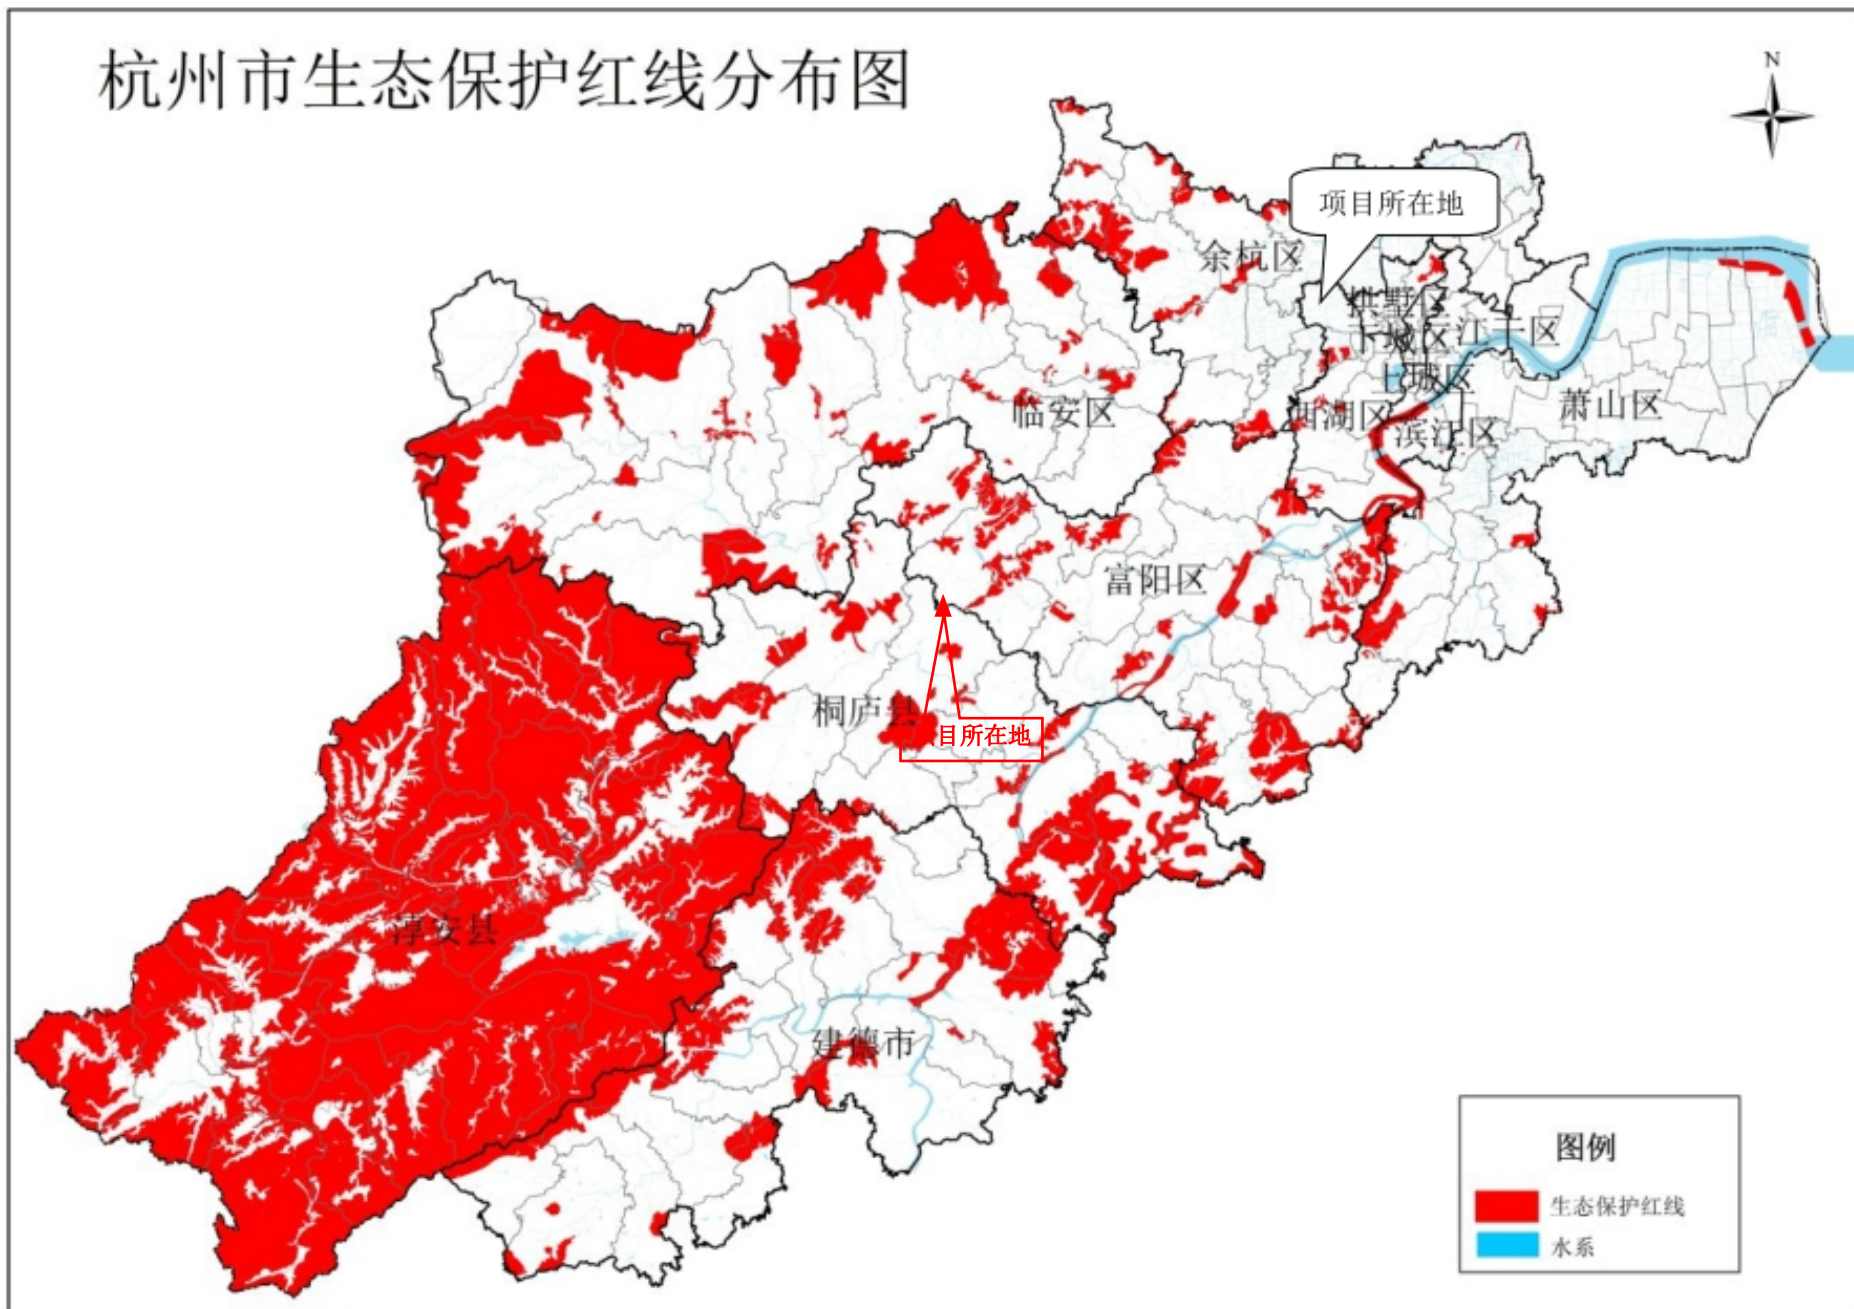 杭州市生态保护红线分布图
N
项目所在地
余杭区
拱墅区
下城区
江干区
上城区
临安区
西湖区
滨江区
萧山区
富阳区
桐庐县
目所在地
淳安县
建德市
图例
生态保护红线
水系